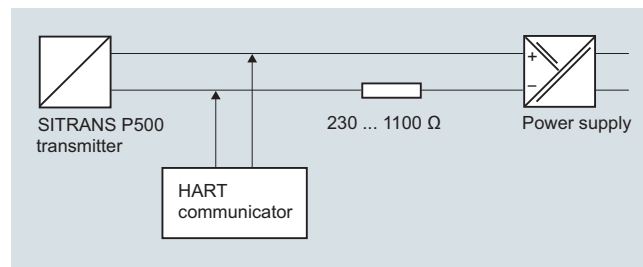 +
−
SITRANS P500
transmitter
230 ... 1100 Ω
Power supply
HART
communicator